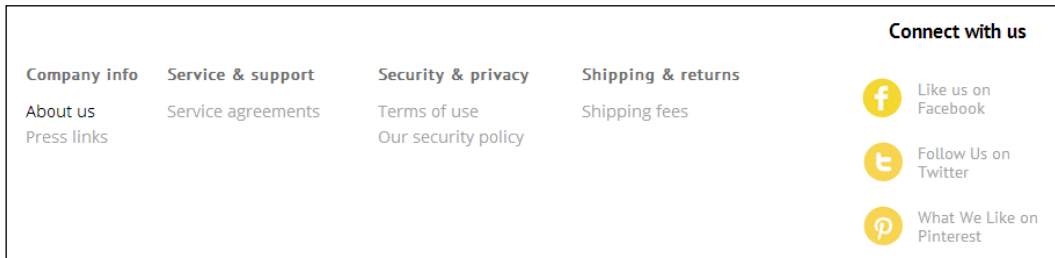 Company info
About us
Press links
Service & support
Service agreements
Security & privacy
Terms of use
Our security policy
Shipping & returns
Shipping fees
Connect with us
Like us on
Facebook
Follow Us on
Twitter
What We Like on
Pinterest